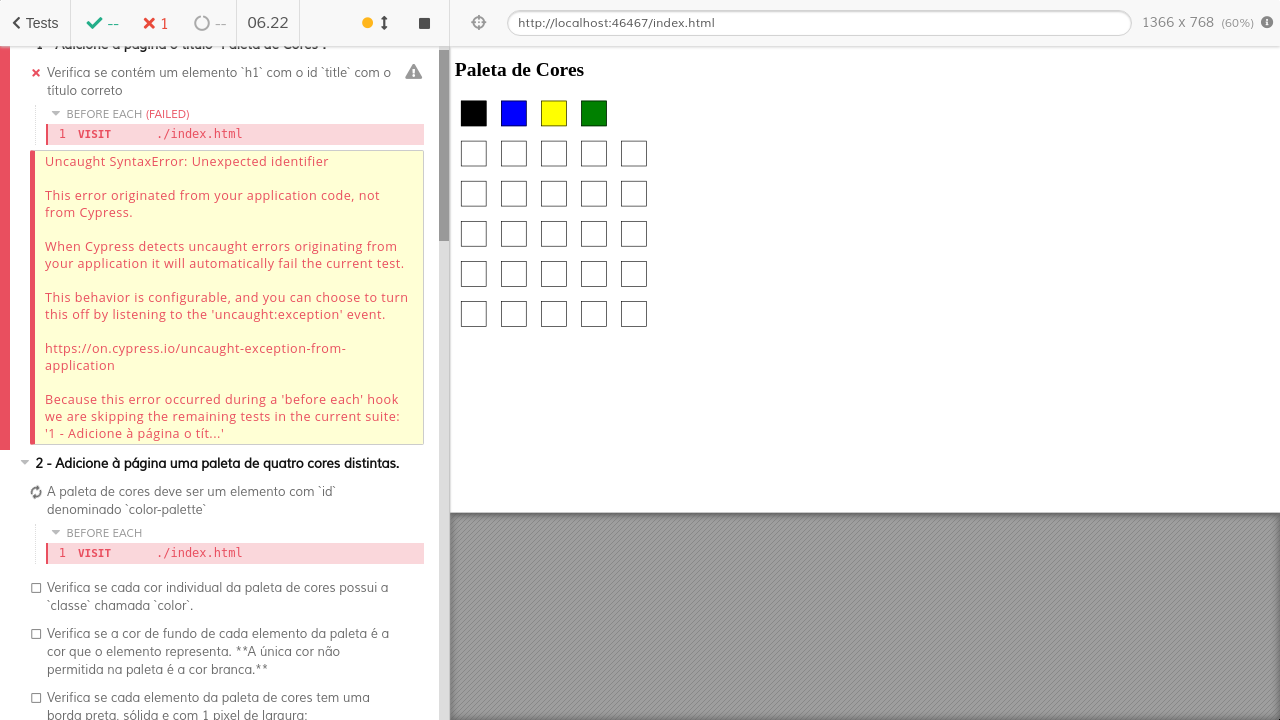 Tests
--
1
--
06.22
http://localhost:46467/index.html
1366 x 768 (60%)
1 - Adicione à página o título "Paleta de Cores".
Verifica se contém um elemento `h1` com o id `title` com o
título correto
BEFORE EACH (FAILED)
1 VISIT ./index.html
Uncaught SyntaxError: Unexpected identifier
This error originated from your application code, not
from Cypress.
When Cypress detects uncaught errors originating from
your application it will automatically fail the current test.
This behavior is configurable, and you can choose to turn
this off by listening to the 'uncaught:exception' event.
https://on.cypress.io/uncaught-exception-from-
application
Because this error occurred during a 'before each' hook
we are skipping the remaining tests in the current suite:
'1 - Adicione à página o tít...'
2 - Adicione à página uma paleta de quatro cores distintas.
A paleta de cores deve ser um elemento com `id`
denominado `color-palette`
BEFORE EACH
1 VISIT ./index.html
Verifica se cada cor individual da paleta de cores possui a
`classe` chamada `color`.
Verifica se a cor de fundo de cada elemento da paleta é a
cor que o elemento representa. **A única cor não
permitida na paleta é a cor branca.**
Verifica se cada elemento da paleta de cores tem uma
borda preta, sólida e com 1 pixel de largura;
Paleta de Cores